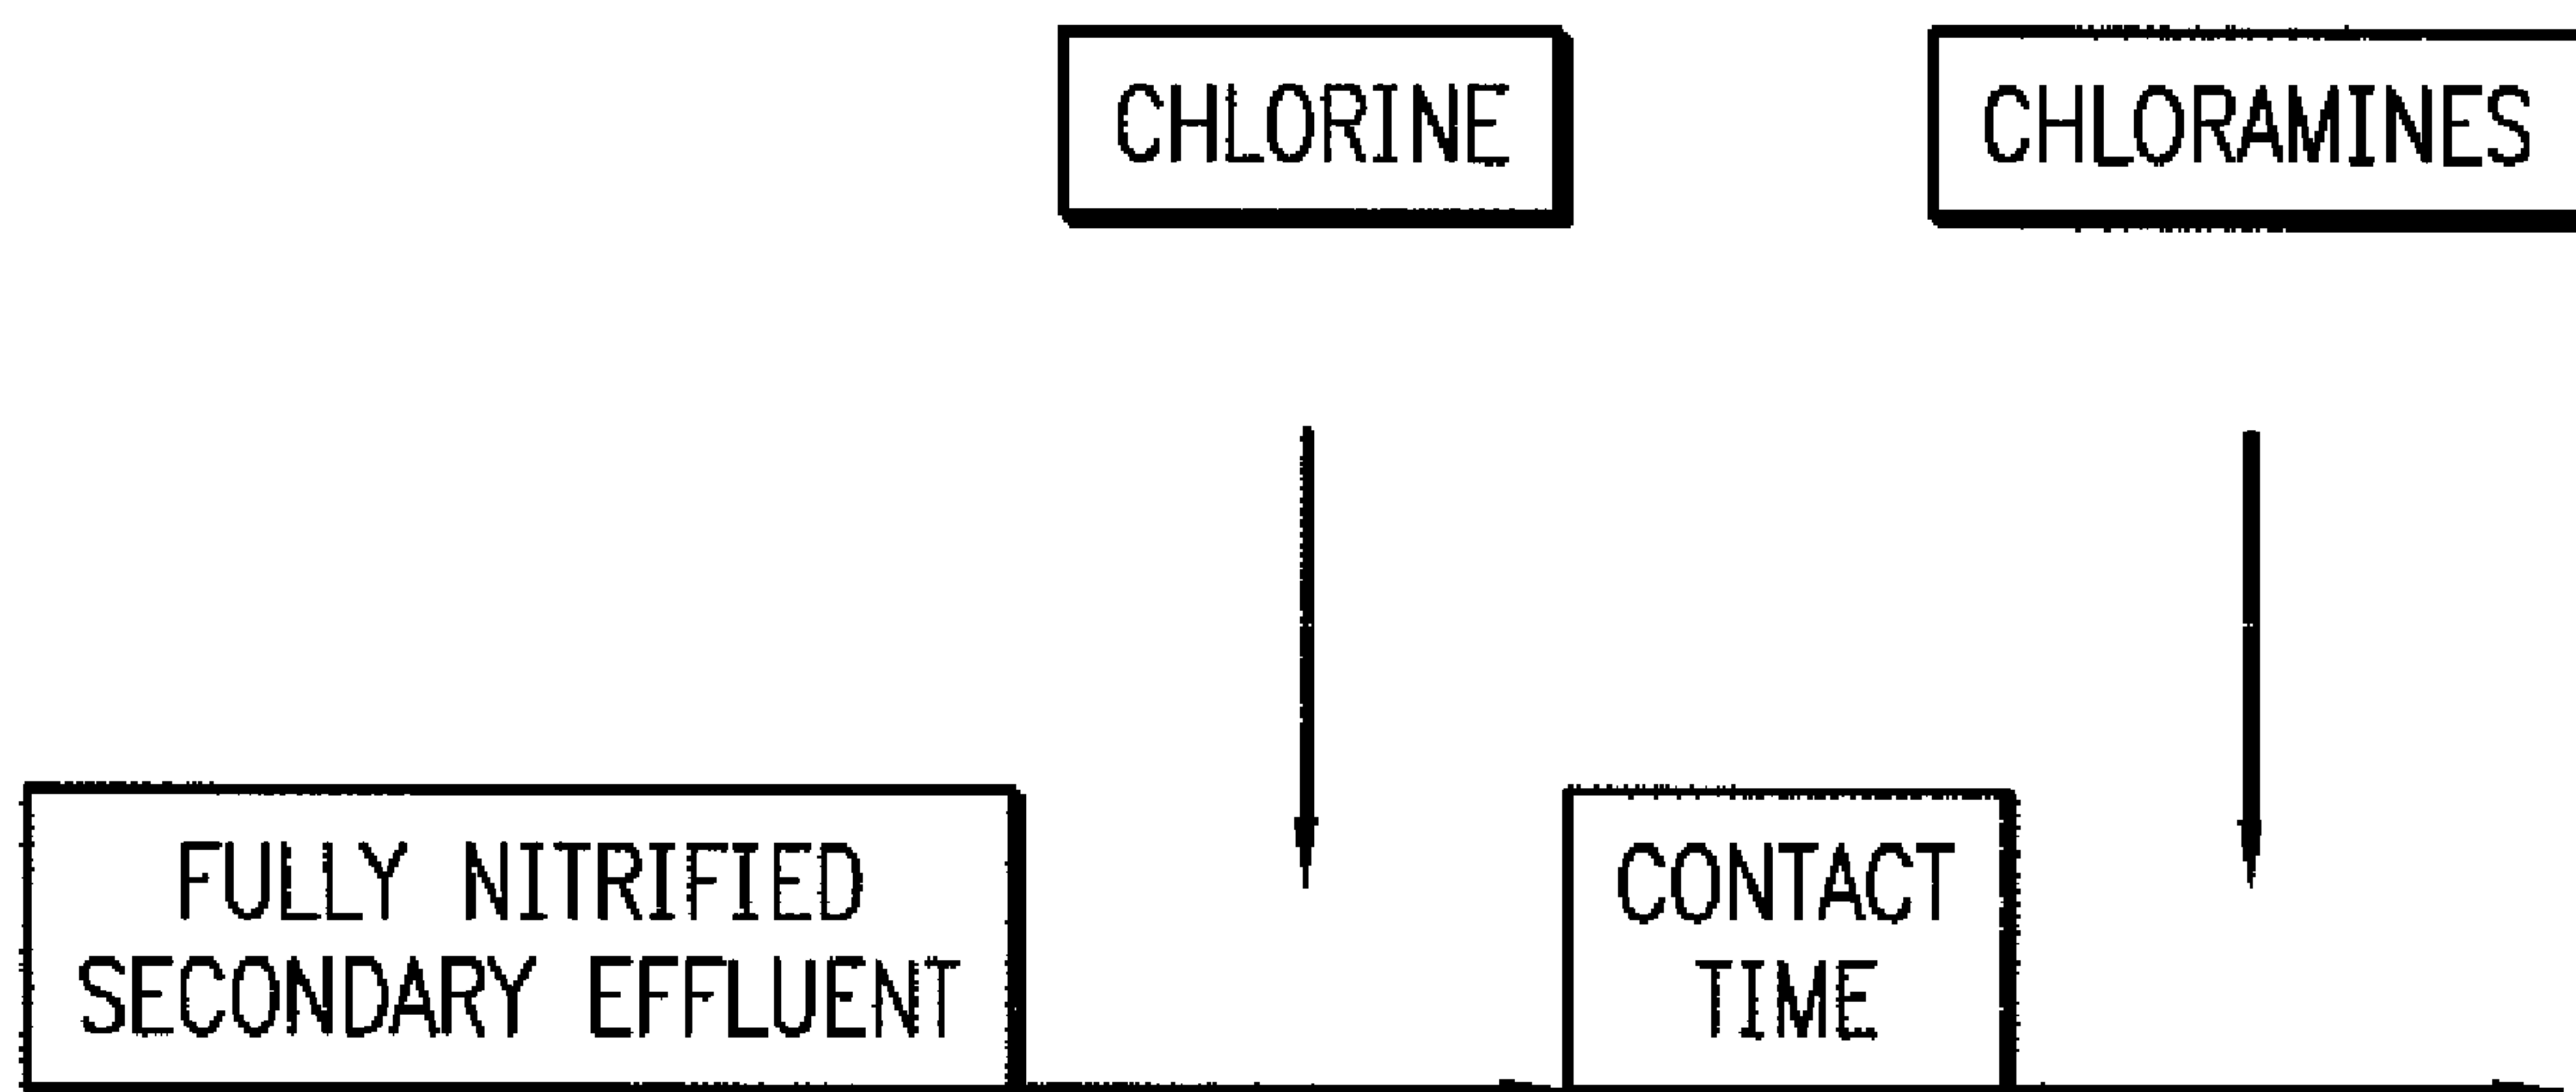 CHLORINE
CHLORAMINES
FULLY NITRIFIED
SECONDARY EFFLUENT
CONTACT
TIME